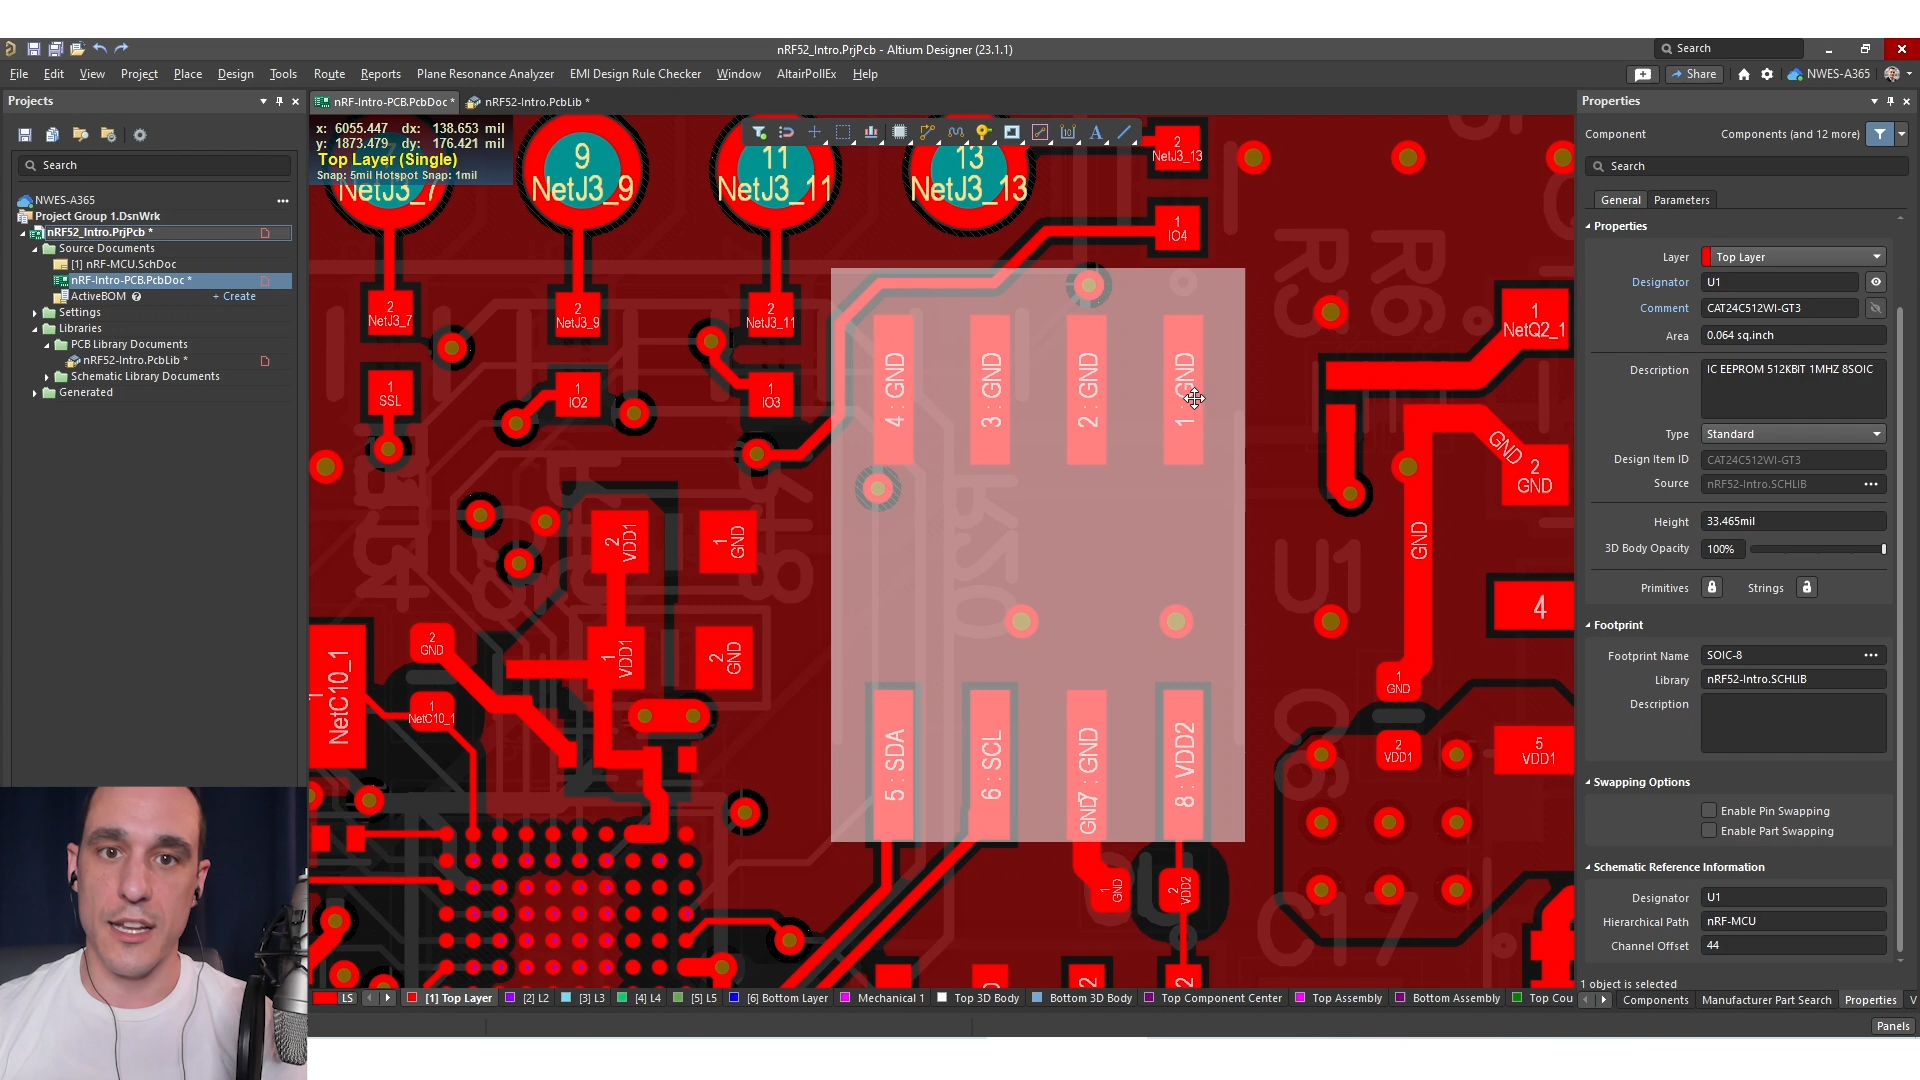 nRF52_Intro.PrjPcb - Altium Designer (23.1.1)
Search
File Edit View Project Place Design Tools Route Reports Plane Resonance Analyzer EMI Design Rule Checker Window AltairPollEx Help
Share
NWES-A365
Projects
nRF-Intro-PCB.PcbDoc *
nRF52-Intro.PcbLib *
Search
NWES-A365
Project Group 1.DsnWrk
nRF52_Intro.PrjPcb *
Source Documents
[1] nRF-MCU.SchDoc
nRF-Intro-PCB.PcbDoc *
ActiveBOM + Create
Settings
Libraries
PCB Library Documents
nRF52-Intro.PcbLib *
Schematic Library Documents
Generated
x: 6055.447 dx: 138.653 mil
y: 1873.479 dy: 176.421 mil
Top Layer (Single)
Snap: 5mil Hotspot Snap: 1mil
NetJ3_7
9
NetJ3_9
11
NetJ3_11
13
NetJ3_13
2
NetJ3_13
1
IO4
2
NetJ3_7
2
NetJ3_9
2
NetJ3_11
1
SSL
1
IO2
1
IO3
4 : GND
3 : GND
2 : GND
1 : GND
R3
R6
1
NetQ2_1
GND
2
GND
GND
2
VDD1
1
GND
1
VDD1
2
GND
U1
4
2
GND
1
NetC10_1
1
NetC10_1
5 : SDA
6 : SCL
7 : GND
GND
8 : VDD2
1
GND
2
VDD2
1
GND
2
VDD1
5
VDD1
C17
LS
[1] Top Layer
[2] L2
[3] L3
[4] L4
[5] L5
[6] Bottom Layer
Mechanical 1
Top 3D Body
Bottom 3D Body
Top Component Center
Top Assembly
Bottom Assembly
Top Cou
Properties
Component Components (and 12 more)
Search
General Parameters
Properties
Layer Top Layer
Designator U1
Comment CAT24C512WI-GT3
Area 0.064 sq.inch
Description IC EEPROM 512KBIT 1MHZ 8SOIC
Type Standard
Design Item ID CAT24C512WI-GT3
Source nRF52-Intro.SCHLIB
Height 33.465mil
3D Body Opacity 100%
Primitives Strings
Footprint
Footprint Name SOIC-8
Library nRF52-Intro.SCHLIB
Description
Swapping Options
Enable Pin Swapping
Enable Part Swapping
Schematic Reference Information
Designator U1
Hierarchical Path nRF-MCU
Channel Offset 44
1 object is selected
Components Manufacturer Part Search Properties V
Panels